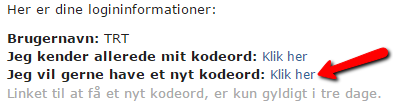 Her er dine logininformationer:
Brugernavn: TRT
Jeg kender allerede mit kodeord: Klik her
Jeg vil gerne have et nyt kodeord: Klik her
Linket til at få et nyt kodeord, er kun gyldigt i tre dage.